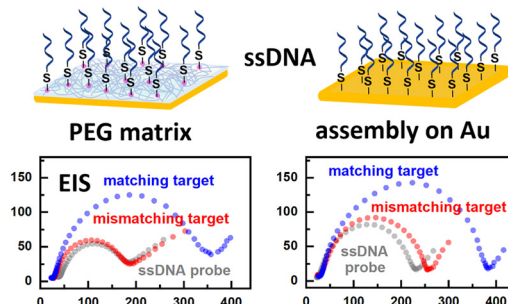 S S S S S S S S S S S S
ssDNA
S S S S S S S S S S S S
PEG matrix
assembly on Au
150
100
50
0
EIS
matching target
mismatching target
ssDNA probe
0 100 200 300 400
150
100
50
0
matching target
mismatching target
ssDNA
probe
0 100 200 300 400